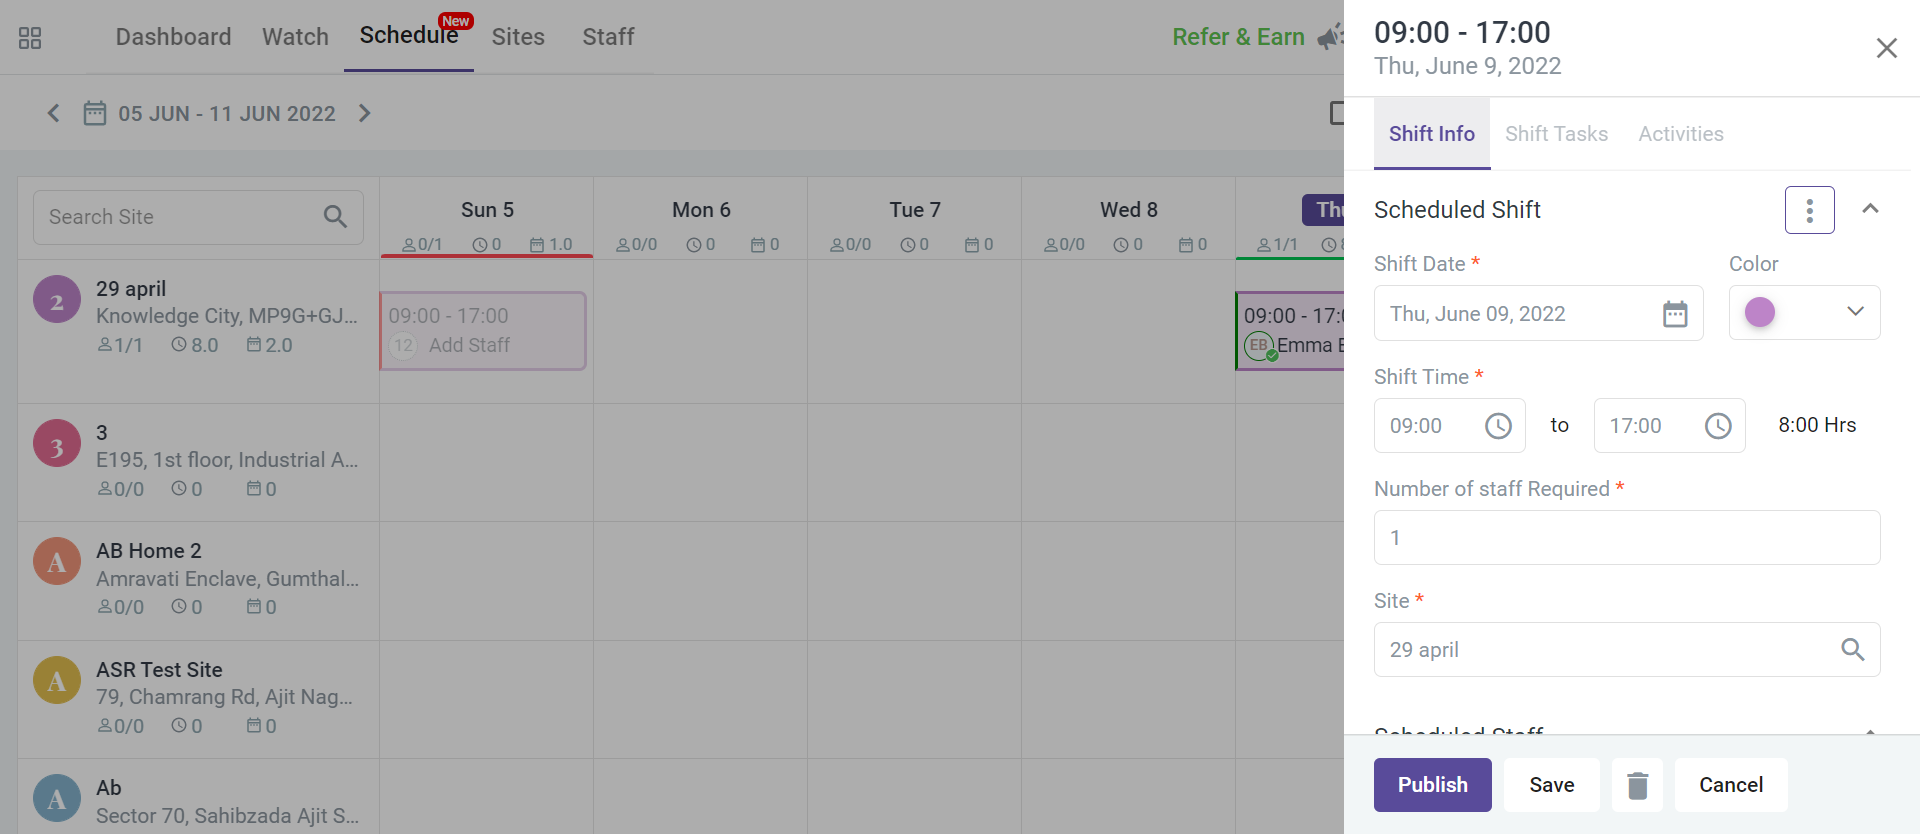 Dashboard Watch Schedule New Sites Staff Refer & Earn
05 JUN - 11 JUN 2022
Search Site
Sun 5 Mon 6 Tue 7 Wed 8
0/1 0 1.0 0/0 0 0 0/0 0 0 0/0 0 0 1/1
2 29 april
Knowledge City, MP9G+GJ...
1/1 8.0 2.0
09:00 - 17:00
12 Add Staff
EB Emma
3 3
E195, 1st floor, Industrial A...
0/0 0 0
A AB Home 2
Amravati Enclave, Gumthal...
0/0 0 0
A ASR Test Site
79, Chamrang Rd, Ajit Nag...
0/0 0 0
A Ab
Sector 70, Sahibzada Ajit S...
09:00 - 17:00
Thu, June 9, 2022
Shift Info Shift Tasks Activities
Scheduled Shift
Shift Date * Color
Thu, June 09, 2022
Shift Time *
09:00 to 17:00 8:00 Hrs
Number of staff Required *
1
Site *
29 april
Scheduled Staff
Publish Save Cancel